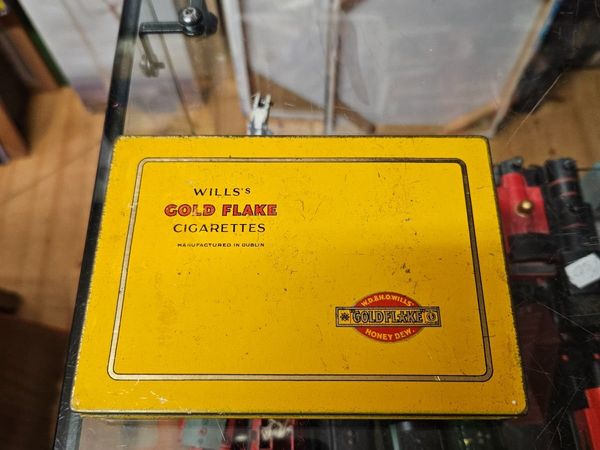 WILLS'S
GOLD FLAKE
CIGARETTES
MANUFACTURED IN DUBLIN
W.D.& H.O. WILLS'
GOLD FLAKE
HONEY DEW.